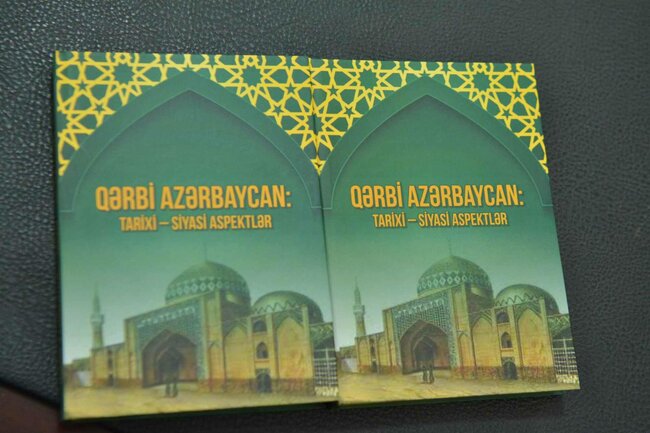 QƏRBİ AZƏRBAYCAN:
TARİXİ – SİYASİ ASPEKTLƏR
QƏRBİ AZƏRBAYCAN:
TARİXİ – SİYASİ ASPEKTLƏR